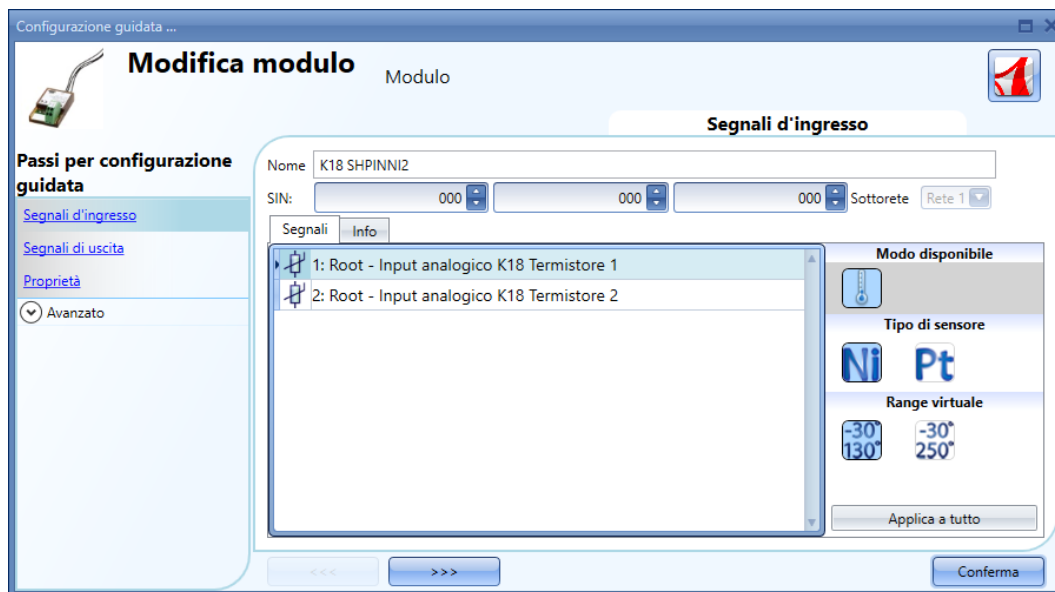 Configurazione guidata ...
Modifica modulo
Modulo
Segnali d'ingresso
Passi per configurazione
guidata
Segnali d'ingresso
Segnali di uscita
Proprietà
Avanzato
Nome K18 SHPINNI2
SIN: 000 000 000 Sottorete Rete 1
Segnali Info
1: Root - Input analogico K18 Termistore 1
2: Root - Input analogico K18 Termistore 2
Modo disponibile
Tipo di sensore
Ni Pt
Range virtuale
-30° -30°
130° 250°
Applica a tutto
<<< >>> Conferma